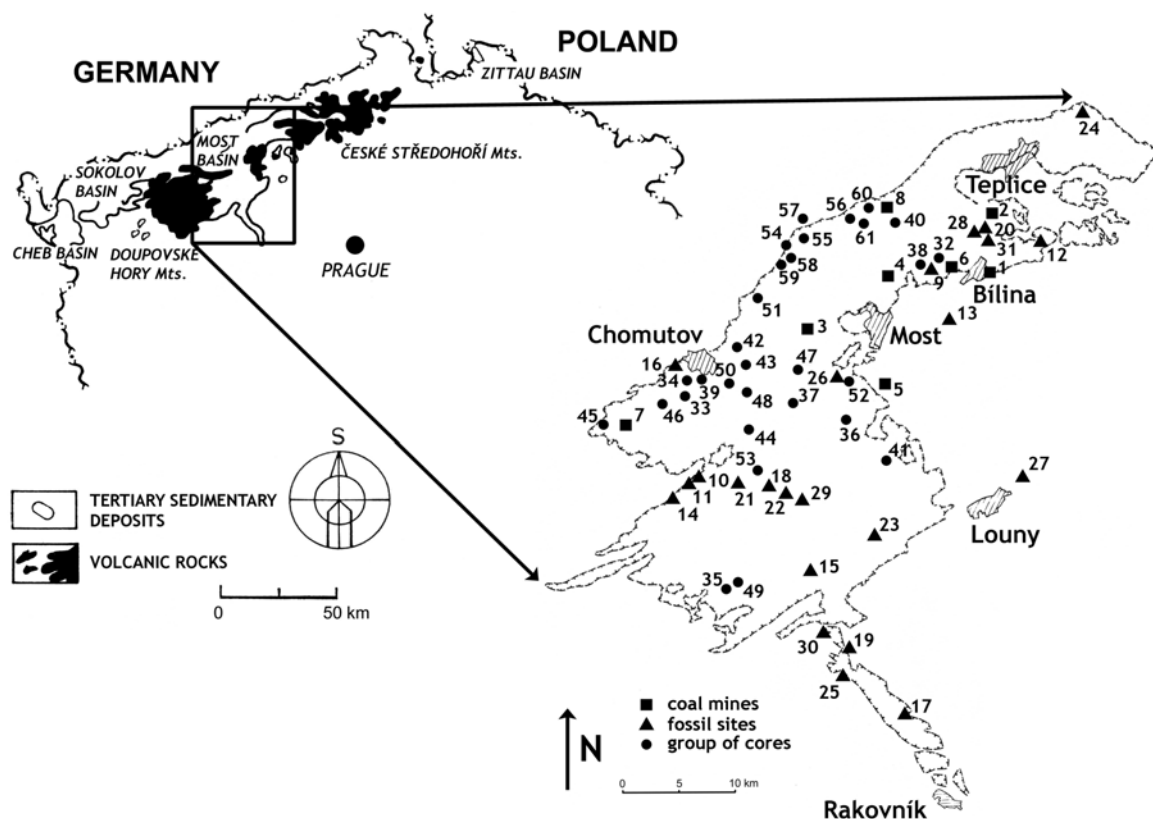 GERMANY
POLAND
ZITTAU BASIN
MOST
BASIN
ČESKÉ STŘEDOHOŘÍ Mts.
SOKOLOV
BASIN
CHEB BASIN
DOUPOVSKE
HORY Mts.
PRAGUE
S
TERTIARY SEDIMENTARY
DEPOSITS
VOLCANIC ROCKS
0 50 km
24
Teplice
60
8
57
56
2
40
28
20
54
55
61
31
12
38
32
58
4
6
59
9
1
Bílina
51
13
3
Chomutov
Most
42
16
43
47
50
34
26
39
52
5
37
45
7
46
33
48
36
44
41
53
27
10
18
11
21
29
14
22
Louny
23
15
35
49
30
19
25
17
coal mines
fossil sites
group of cores
N
0 5 10 km
Rakovník